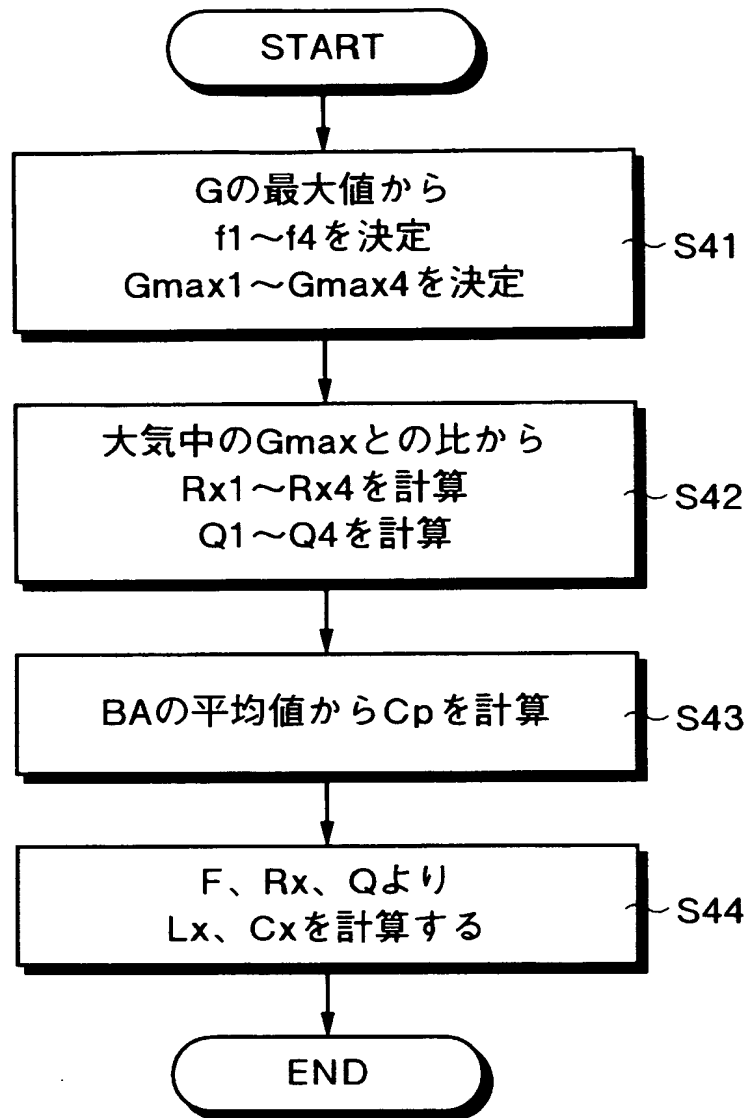 START
Gの最大値から
f1～f4を決定
Gmax1～Gmax4を決定
S41
大気中のGmaxとの比から
Rx1～Rx4を計算
Q1～Q4を計算
S42
BAの平均値からCpを計算
S43
F、Rx、Qより
Lx、Cxを計算する
S44
END